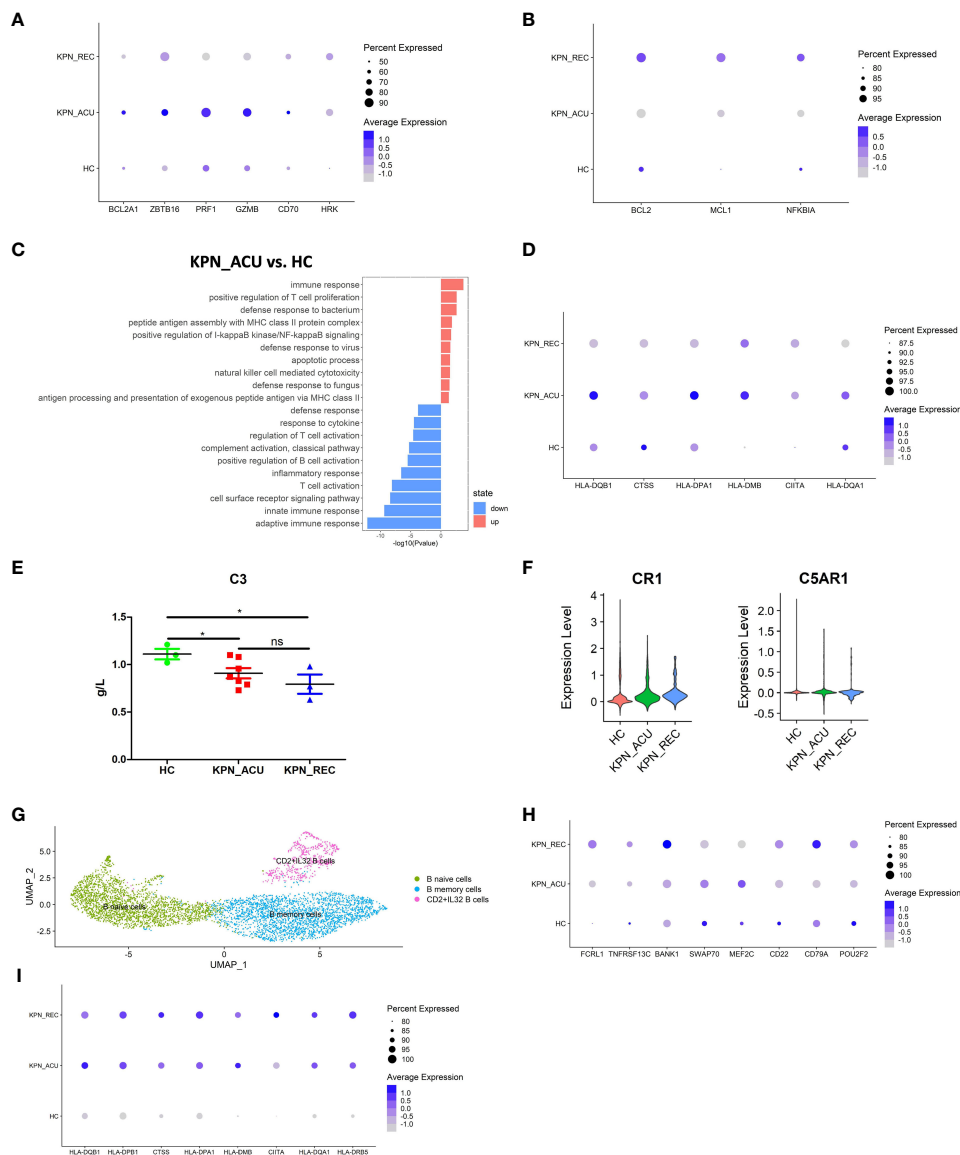 A
KPN_REC
KPN_ACU
HC
BCL2A1 ZBTB16 PRF1 GZMB CD70 HRK
Percent Expressed
50
60
70
80
90
Average Expression
1.0
0.5
0.0
-0.5
-1.0
B
KPN_REC
KPN_ACU
HC
BCL2 MCL1 NFKBIA
Percent Expressed
80
85
90
95
Average Expression
0.5
0.0
-0.5
-1.0
C
KPN_ACU vs. HC
immune response
positive regulation of T cell proliferation
defense response to bacterium
peptide antigen assembly with MHC class II protein complex
positive regulation of I-kappaB kinase/NF-kappaB signaling
defense response to virus
apoptotic process
natural killer cell mediated cytotoxicity
defense response to fungus
antigen processing and presentation of exogenous peptide antigen via MHC class II
defense response
response to cytokine
regulation of T cell activation
complement activation, classical pathway
positive regulation of B cell activation
inflammatory response
T cell activation
cell surface receptor signaling pathway
innate immune response
adaptive immune response
-10 -5 0
-log10(Pvalue)
state
down
up
D
KPN_REC
KPN_ACU
HC
HLA-DQB1 CTSS HLA-DPA1 HLA-DMB CIITA HLA-DQA1
Percent Expressed
87.5
90.0
92.5
95.0
97.5
100.0
Average Expression
1.0
0.5
0.0
-0.5
-1.0
E
C3
g/L
1.5
1.0
0.5
0.0
*
*
ns
HC KPN_ACU KPN_REC
F
CR1
Expression Level
4
3
2
1
0
HC KPN_ACU KPN_REC
C5AR1
Expression Level
2.0
1.5
1.0
0.5
0.0
-0.5
HC KPN_ACU KPN_REC
G
UMAP_2
5.0
2.5
0.0
-2.5
CD2+IL32 B cells
B naive cells
B memory cells
-5 0 5
UMAP_1
B naive cells
B memory cells
CD2+IL32 B cells
H
KPN_REC
KPN_ACU
HC
FCRL1 TNFRSF13C BANK1 SWAP70 MEF2C CD22 CD79A POU2F2
Percent Expressed
80
85
90
95
100
Average Expression
1.0
0.5
0.0
-0.5
-1.0
I
KPN_REC
KPN_ACU
HC
HLA-DQB1 HLA-DPB1 CTSS HLA-DPA1 HLA-DMB CIITA HLA-DQA1 HLA-DRB5
Percent Expressed
80
85
90
95
100
Average Expression
1.0
0.5
0.0
-0.5
-1.0